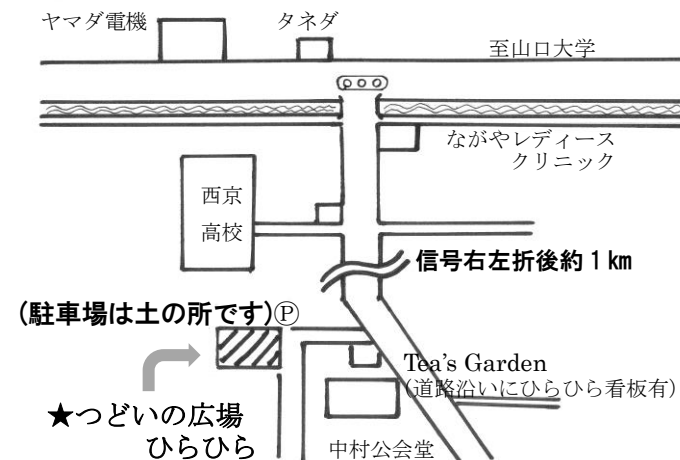 ヤマダ電機
タネダ
至山口大学
ながやレディース
クリニック
西京
高校
信号右左折後約1㎞
(駐車場は土の所です)Ⓟ
Tea's Garden
(道路沿いにひらひら看板有)
★つどいの広場
ひらひら
中村公会堂